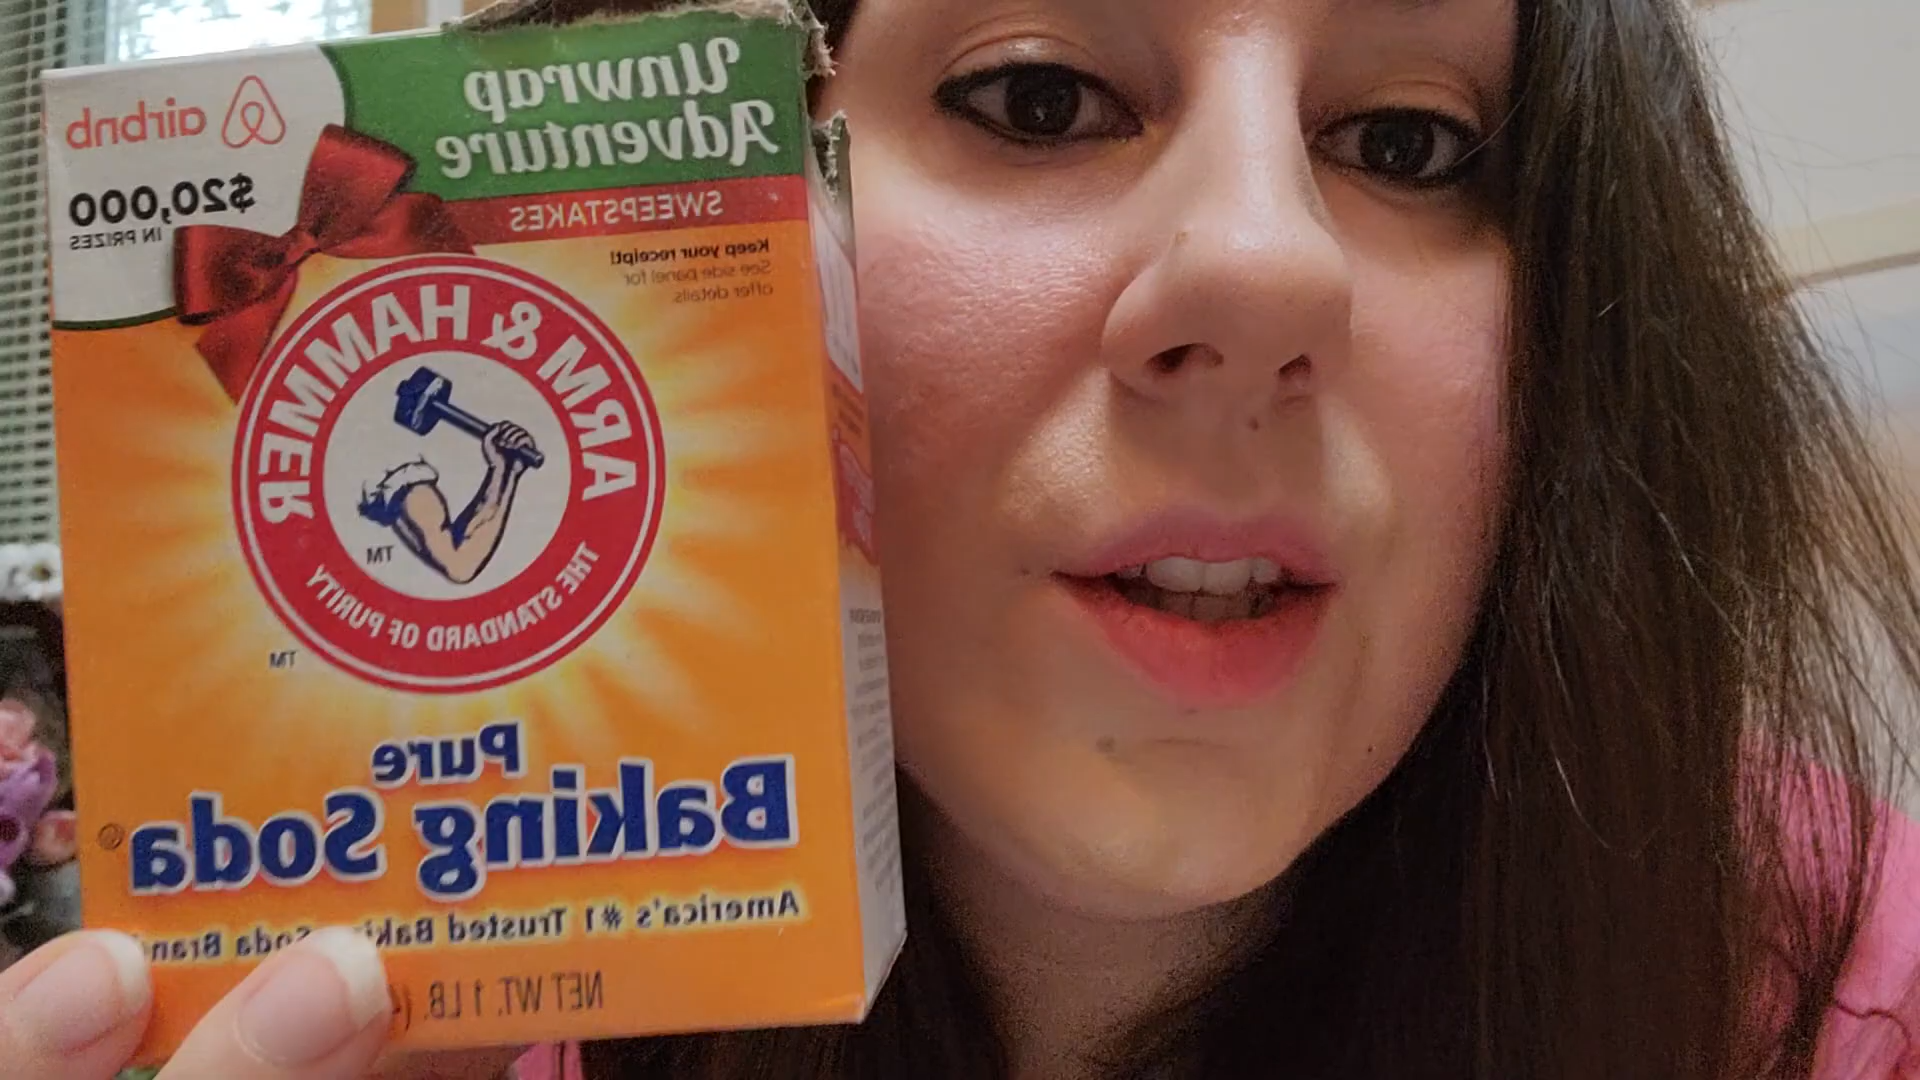 airbnb
$20,000
IN PRIZES
Unwrap
Adventure
SWEEPSTAKES
Keep your receipt!
See side panel for
offer details.
ARM & HAMMER
THE STANDARD OF PURITY
TM
TM
Pure
Baking Soda®
America's #1 Trusted Baking Soda Brand
NET WT. 1 LB.